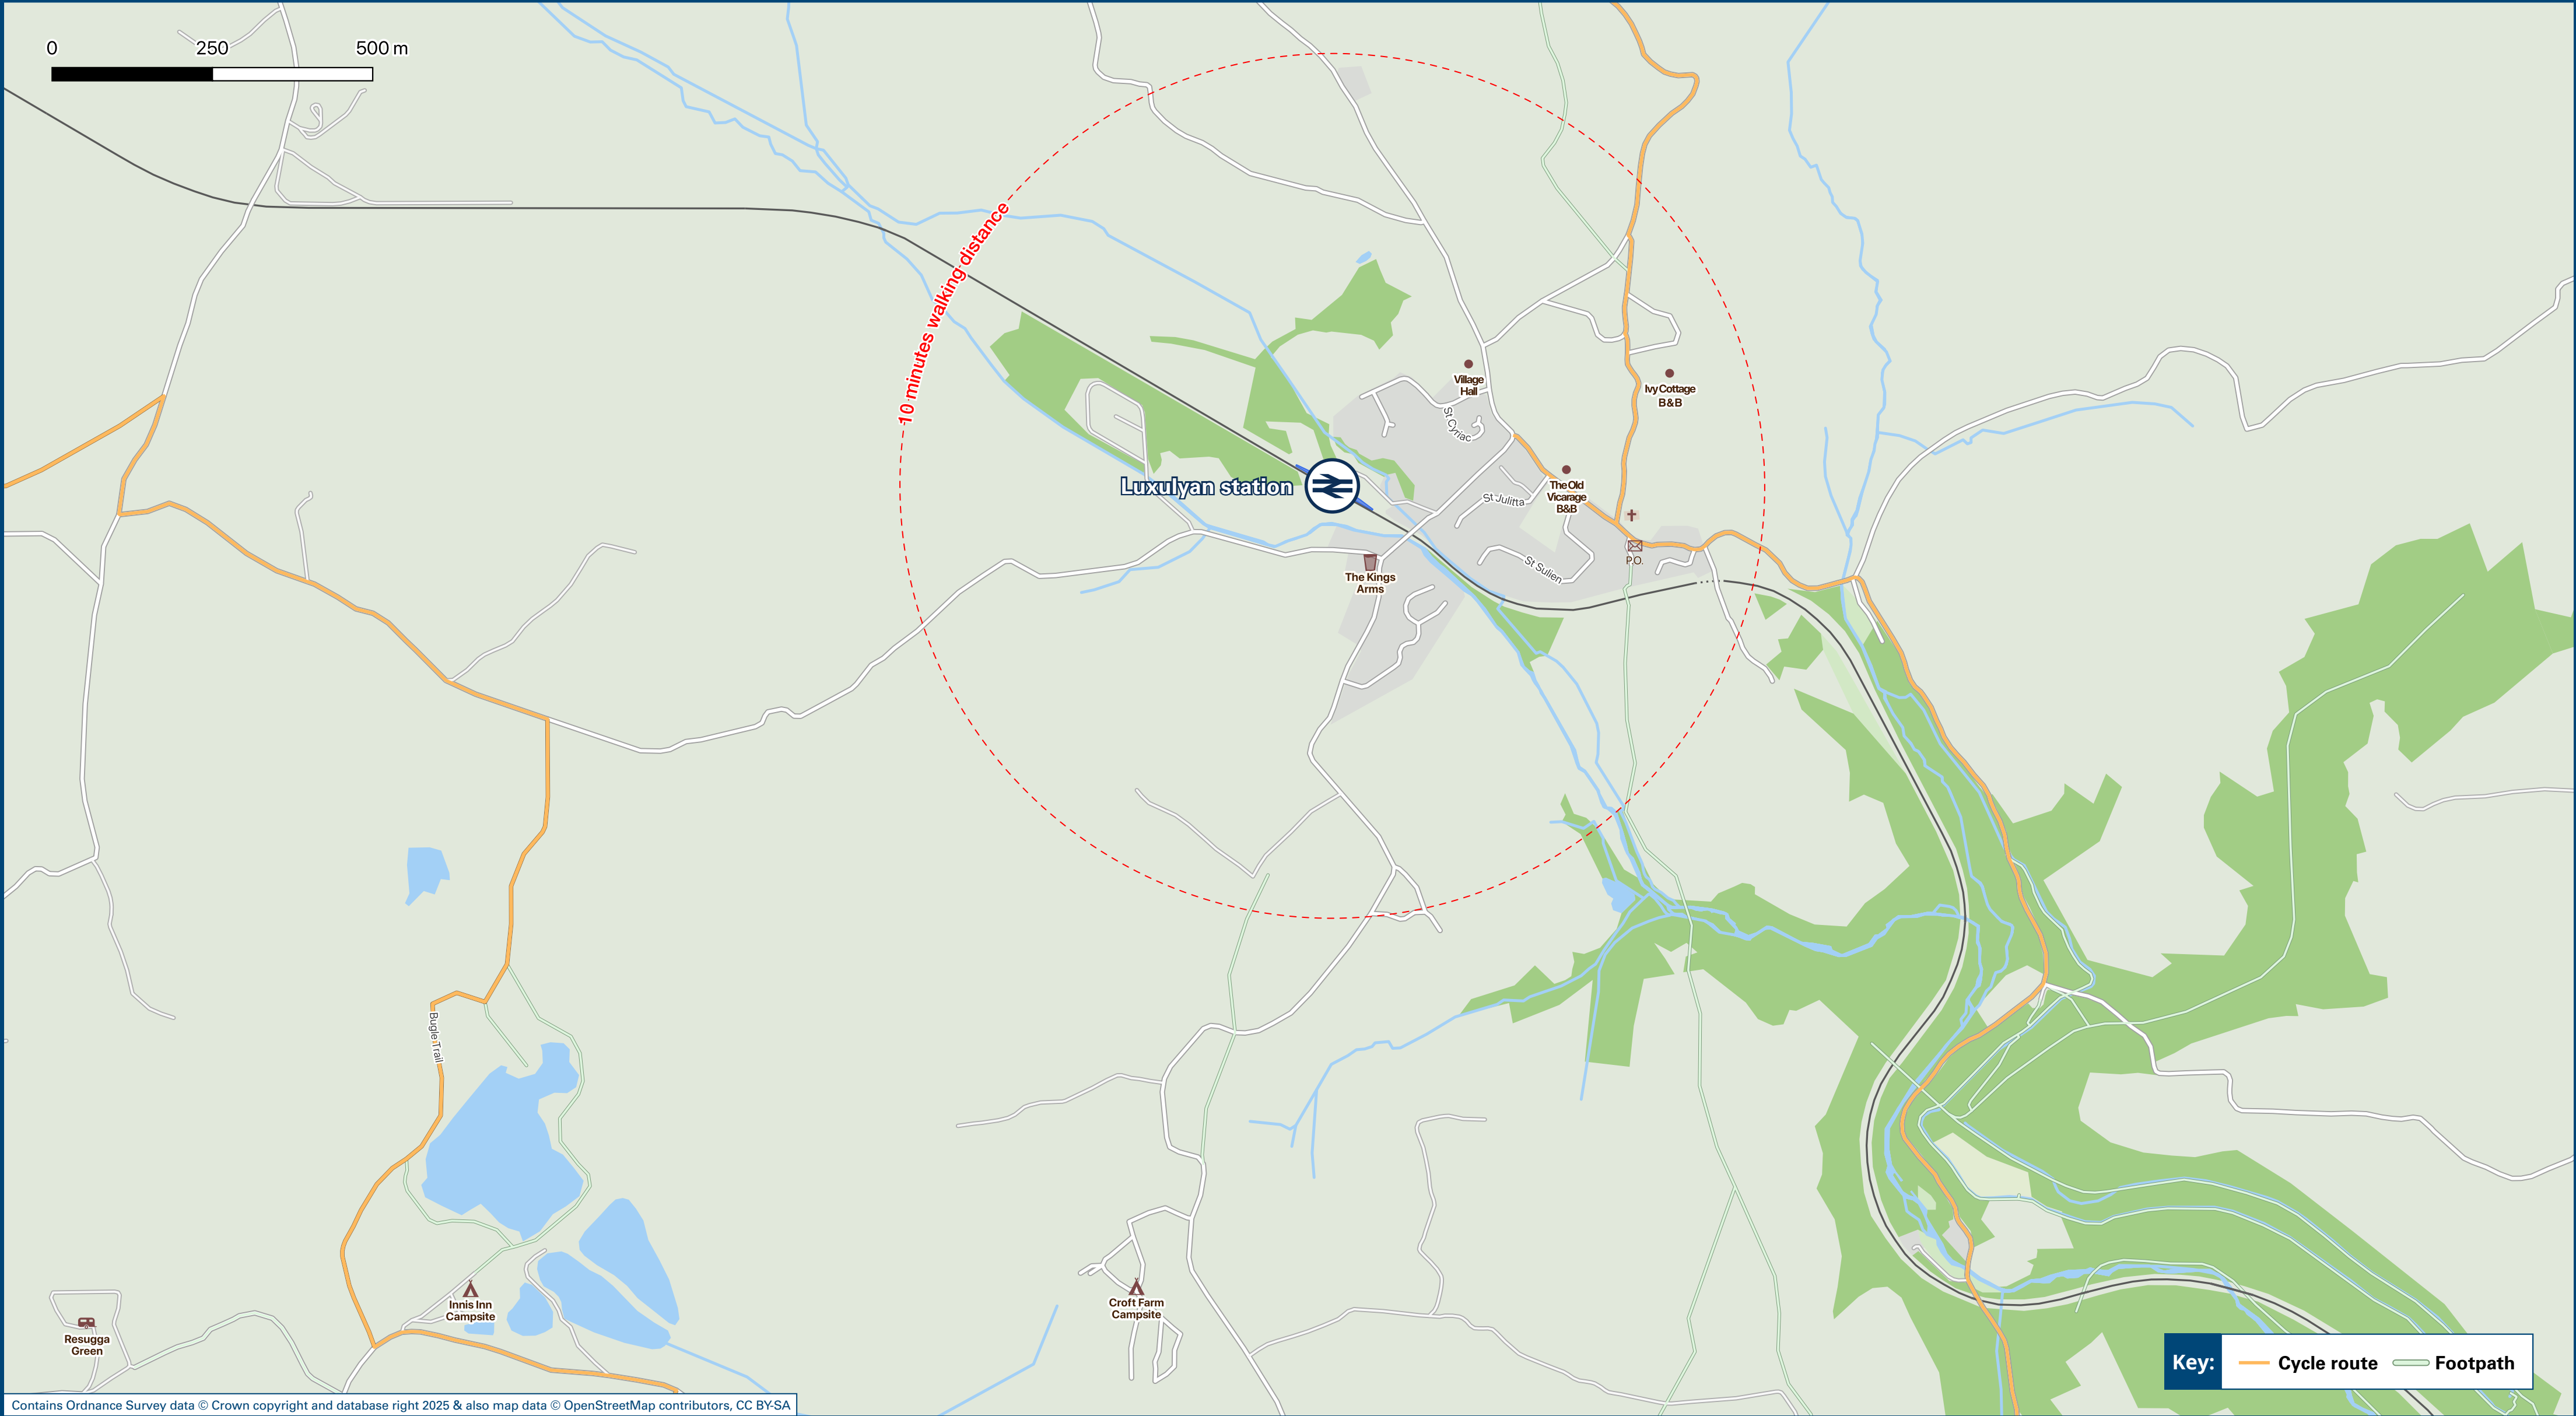 0 250 500 m
10 minutes walking distance
Village
Hall
Ivy Cottage
B&B
St Cyriac
Luxulyan station
The Old
Vicarage
B&B
St Julitta
P.O.
St Sulien
The Kings
Arms
Bugle Trail
Innis Inn
Campsite
Croft Farm
Campsite
Resugga
Green
Key: Cycle route Footpath
Contains Ordnance Survey data © Crown copyright and database right 2025 & also map data © OpenStreetMap contributors, CC BY-SA